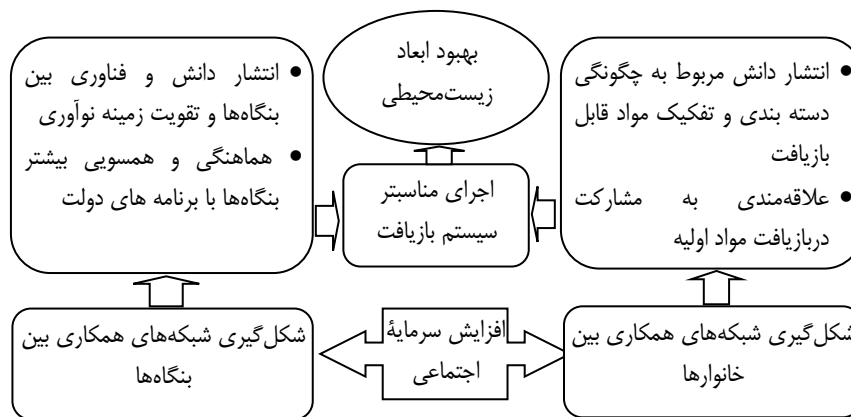 بهبود ابعاد
زیست‌محیطی
• انتشار دانش مربوط به چگونگی
دسته بندی و تفکیک مواد قابل
بازیافت
• علاقه‌مندی به مشارکت
دربازیافت مواد اولیه
• انتشار دانش و فناوری بین
بنگاه‌ها و تقویت زمینه نوآوری
• هماهنگی و همسویی بیشتر
بنگاه‌ها با برنامه های دولت
اجرای مناسبتر
سیستم بازیافت
شکل‌گیری شبکه‌های همکاری بین
خانوارها
افزایش سرمایۀ
اجتماعی
شکل‌گیری شبکه‌های همکاری بین
بنگاه‌ها